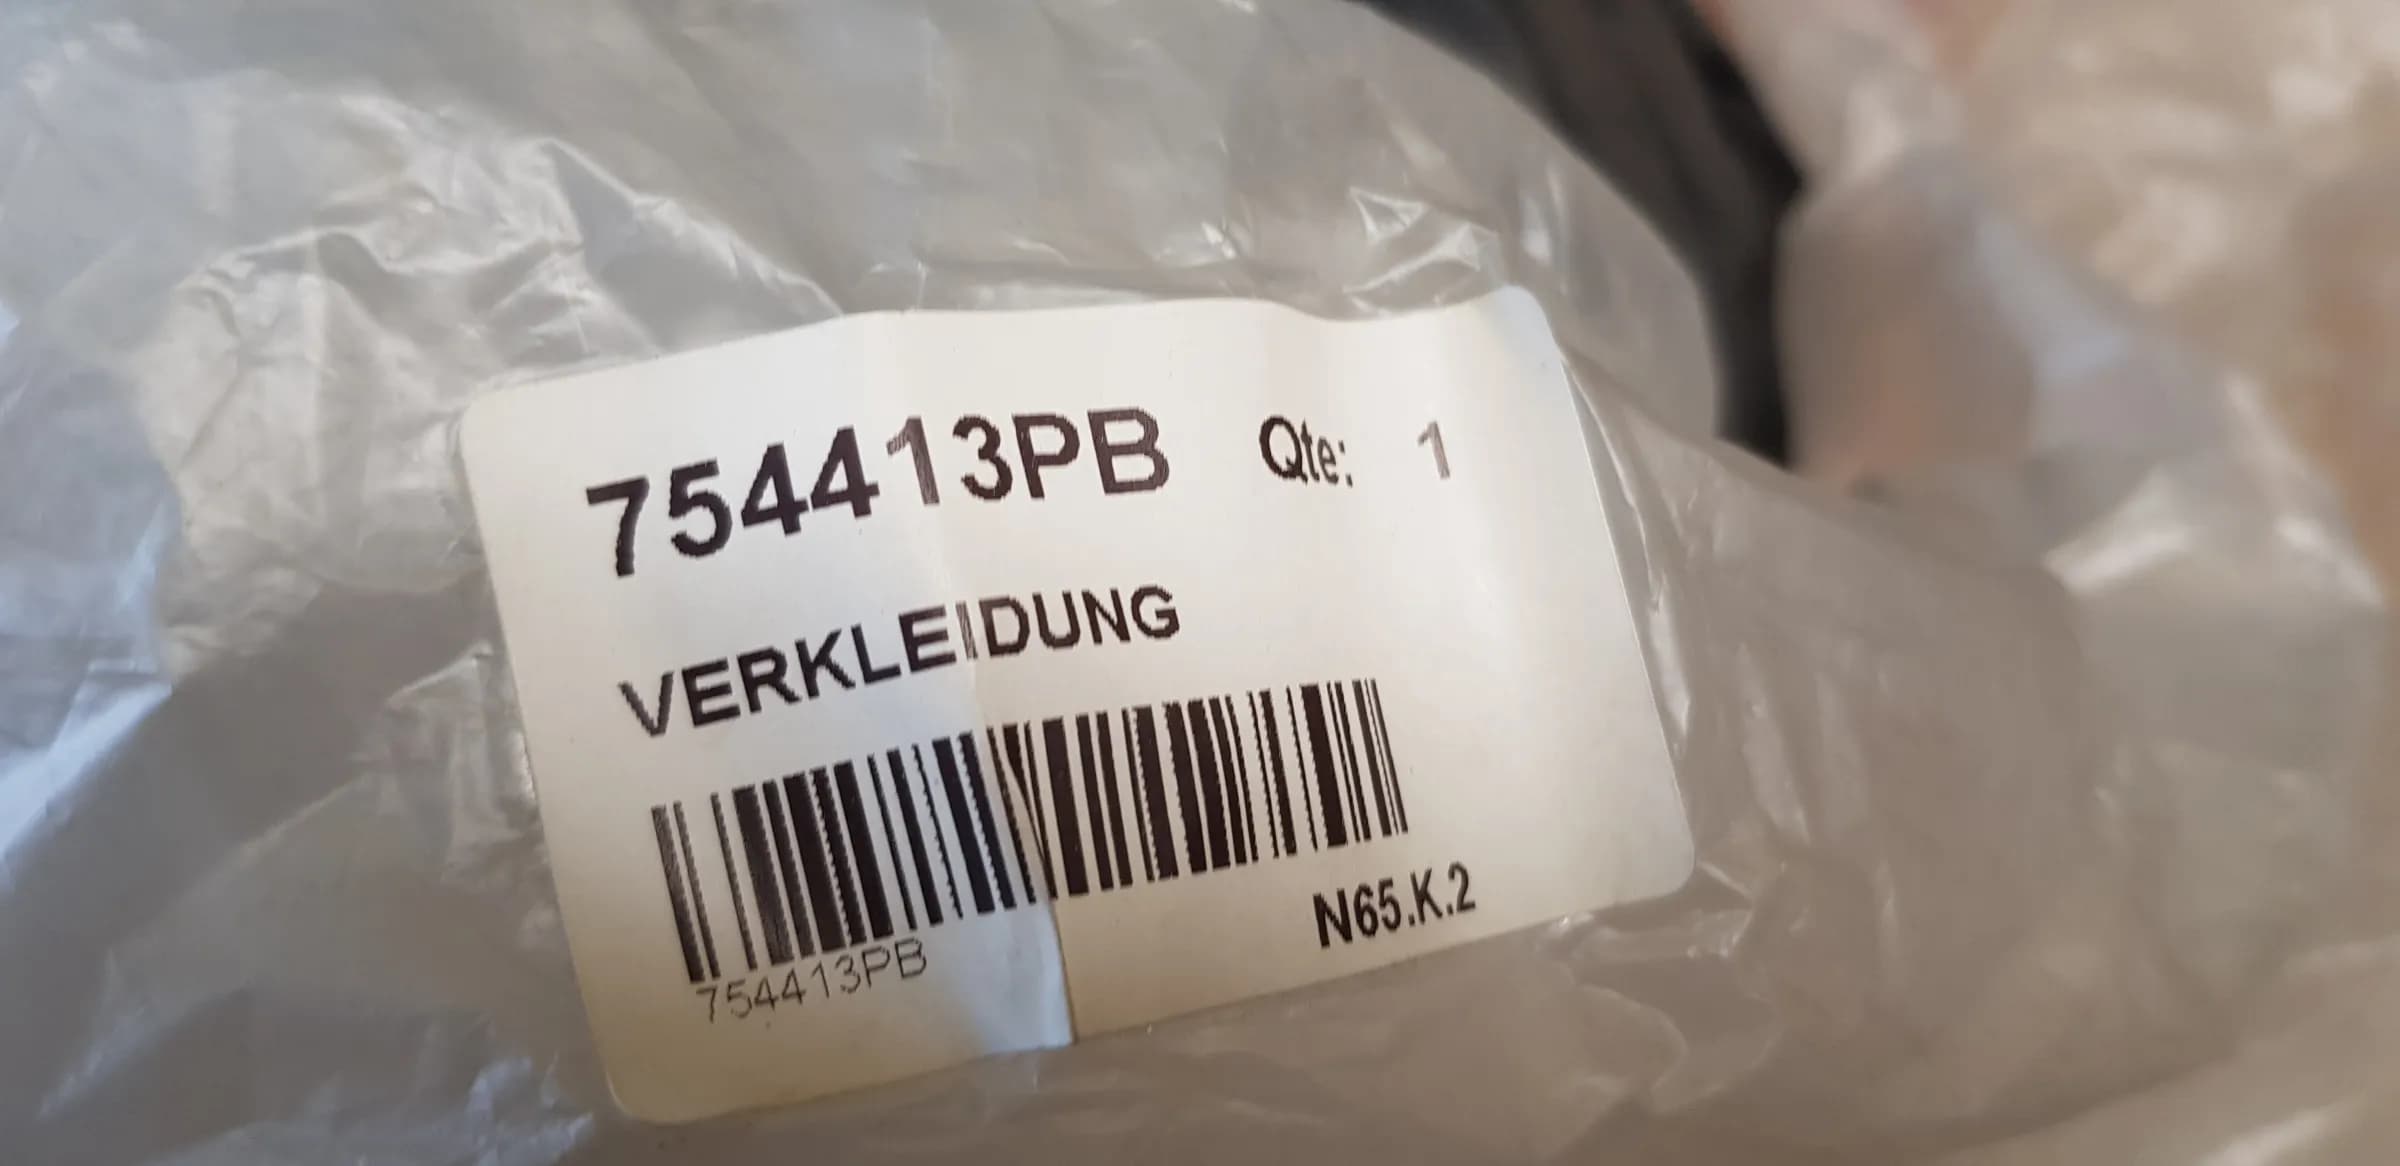 754413PB Qte: 1
VERKLEIDUNG
754413PB
N65.K.2